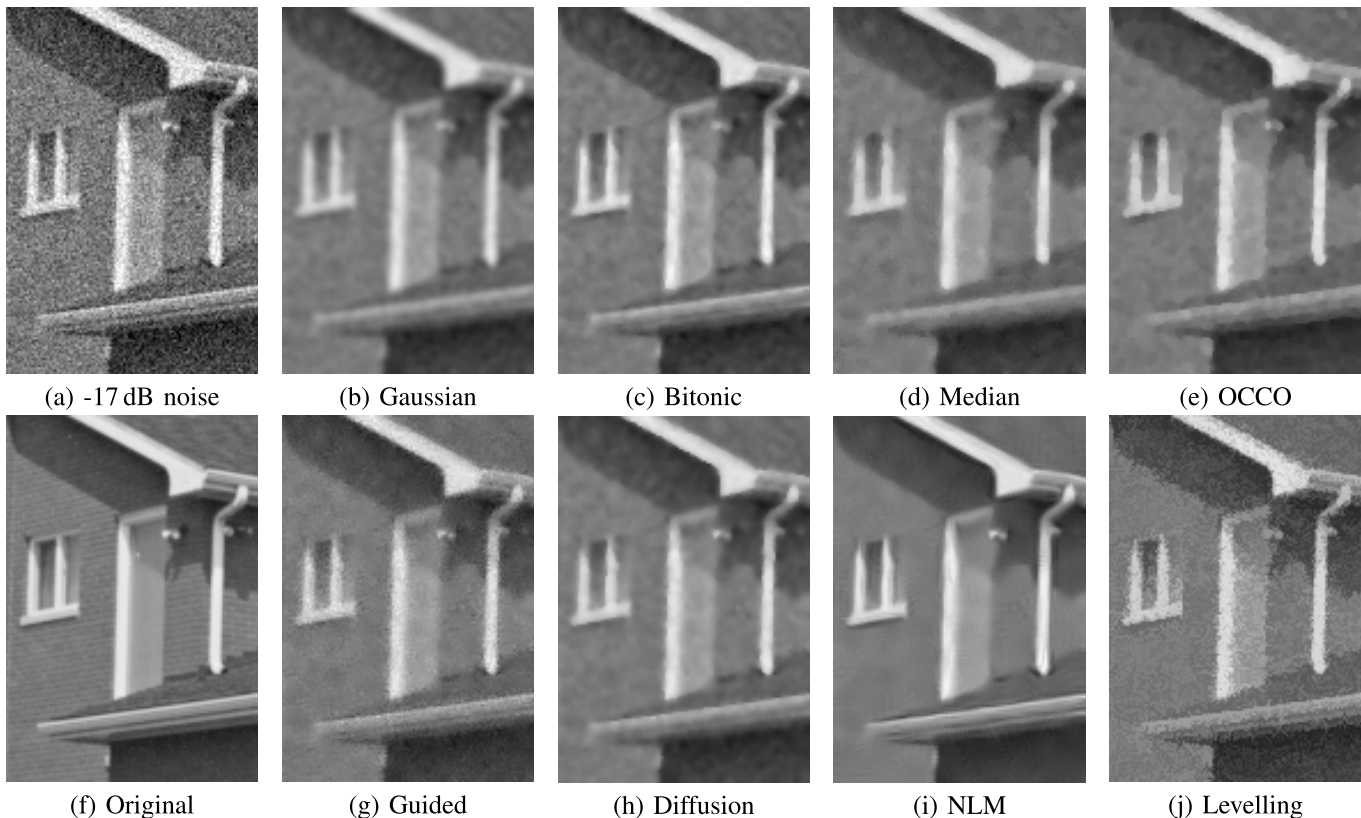 (a) -17 dB noise
(b) Gaussian
(c) Bitonic
(d) Median
(e) OCCO
(f) Original
(g) Guided
(h) Diffusion
(i) NLM
(j) Levelling